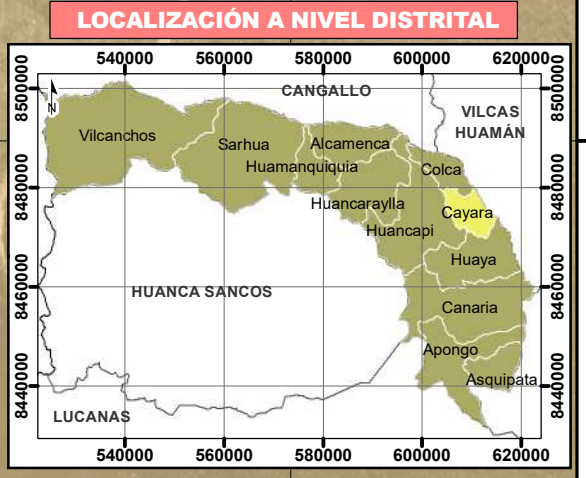 LOCALIZACIÓN A NIVEL DISTRITAL
540000 560000 580000 600000 620000
8500000 8500000
N
CANGALLO
VILCAS
HUAMÁN
Vilcanchos
Sarhua
Alcamenca
Huamanquiquia
Colca
8480000 8480000
Huancaraylla
Cayara
Huancapi
Huaya
8460000 8460000
HUANCA SANCOS
Canaria
Apongo
Asquipata
8440000 8440000
LUCANAS
540000 560000 580000 600000 620000